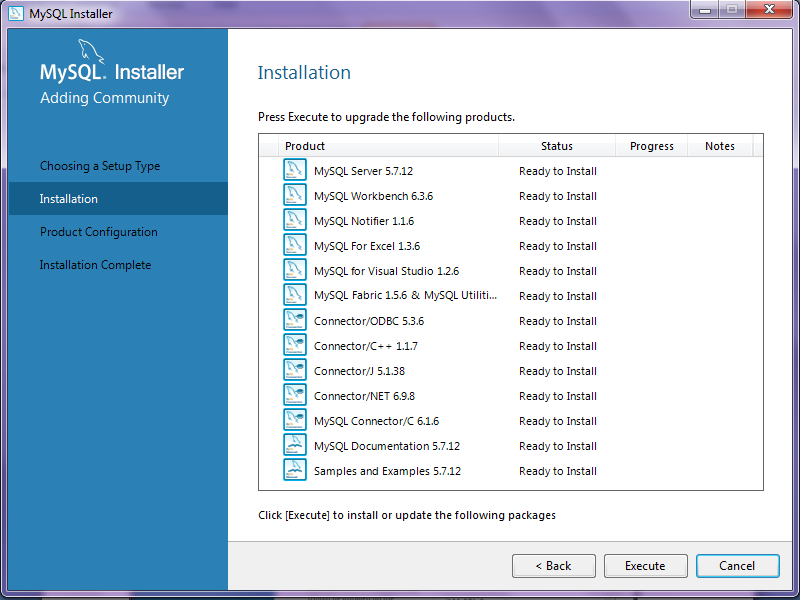 MySQL Installer
MySQL. Installer
Adding Community
Choosing a Setup Type
Installation
Product Configuration
Installation Complete
Installation
Press Execute to upgrade the following products.
Product Status Progress Notes
MySQL Server 5.7.12 Ready to Install
MySQL Workbench 6.3.6 Ready to Install
MySQL Notifier 1.1.6 Ready to Install
MySQL For Excel 1.3.6 Ready to Install
MySQL for Visual Studio 1.2.6 Ready to Install
MySQL Fabric 1.5.6 & MySQL Utiliti... Ready to Install
Connector/ODBC 5.3.6 Ready to Install
Connector/C++ 1.1.7 Ready to Install
Connector/J 5.1.38 Ready to Install
Connector/NET 6.9.8 Ready to Install
MySQL Connector/C 6.1.6 Ready to Install
MySQL Documentation 5.7.12 Ready to Install
Samples and Examples 5.7.12 Ready to Install
Click [Execute] to install or update the following packages
< Back Execute Cancel